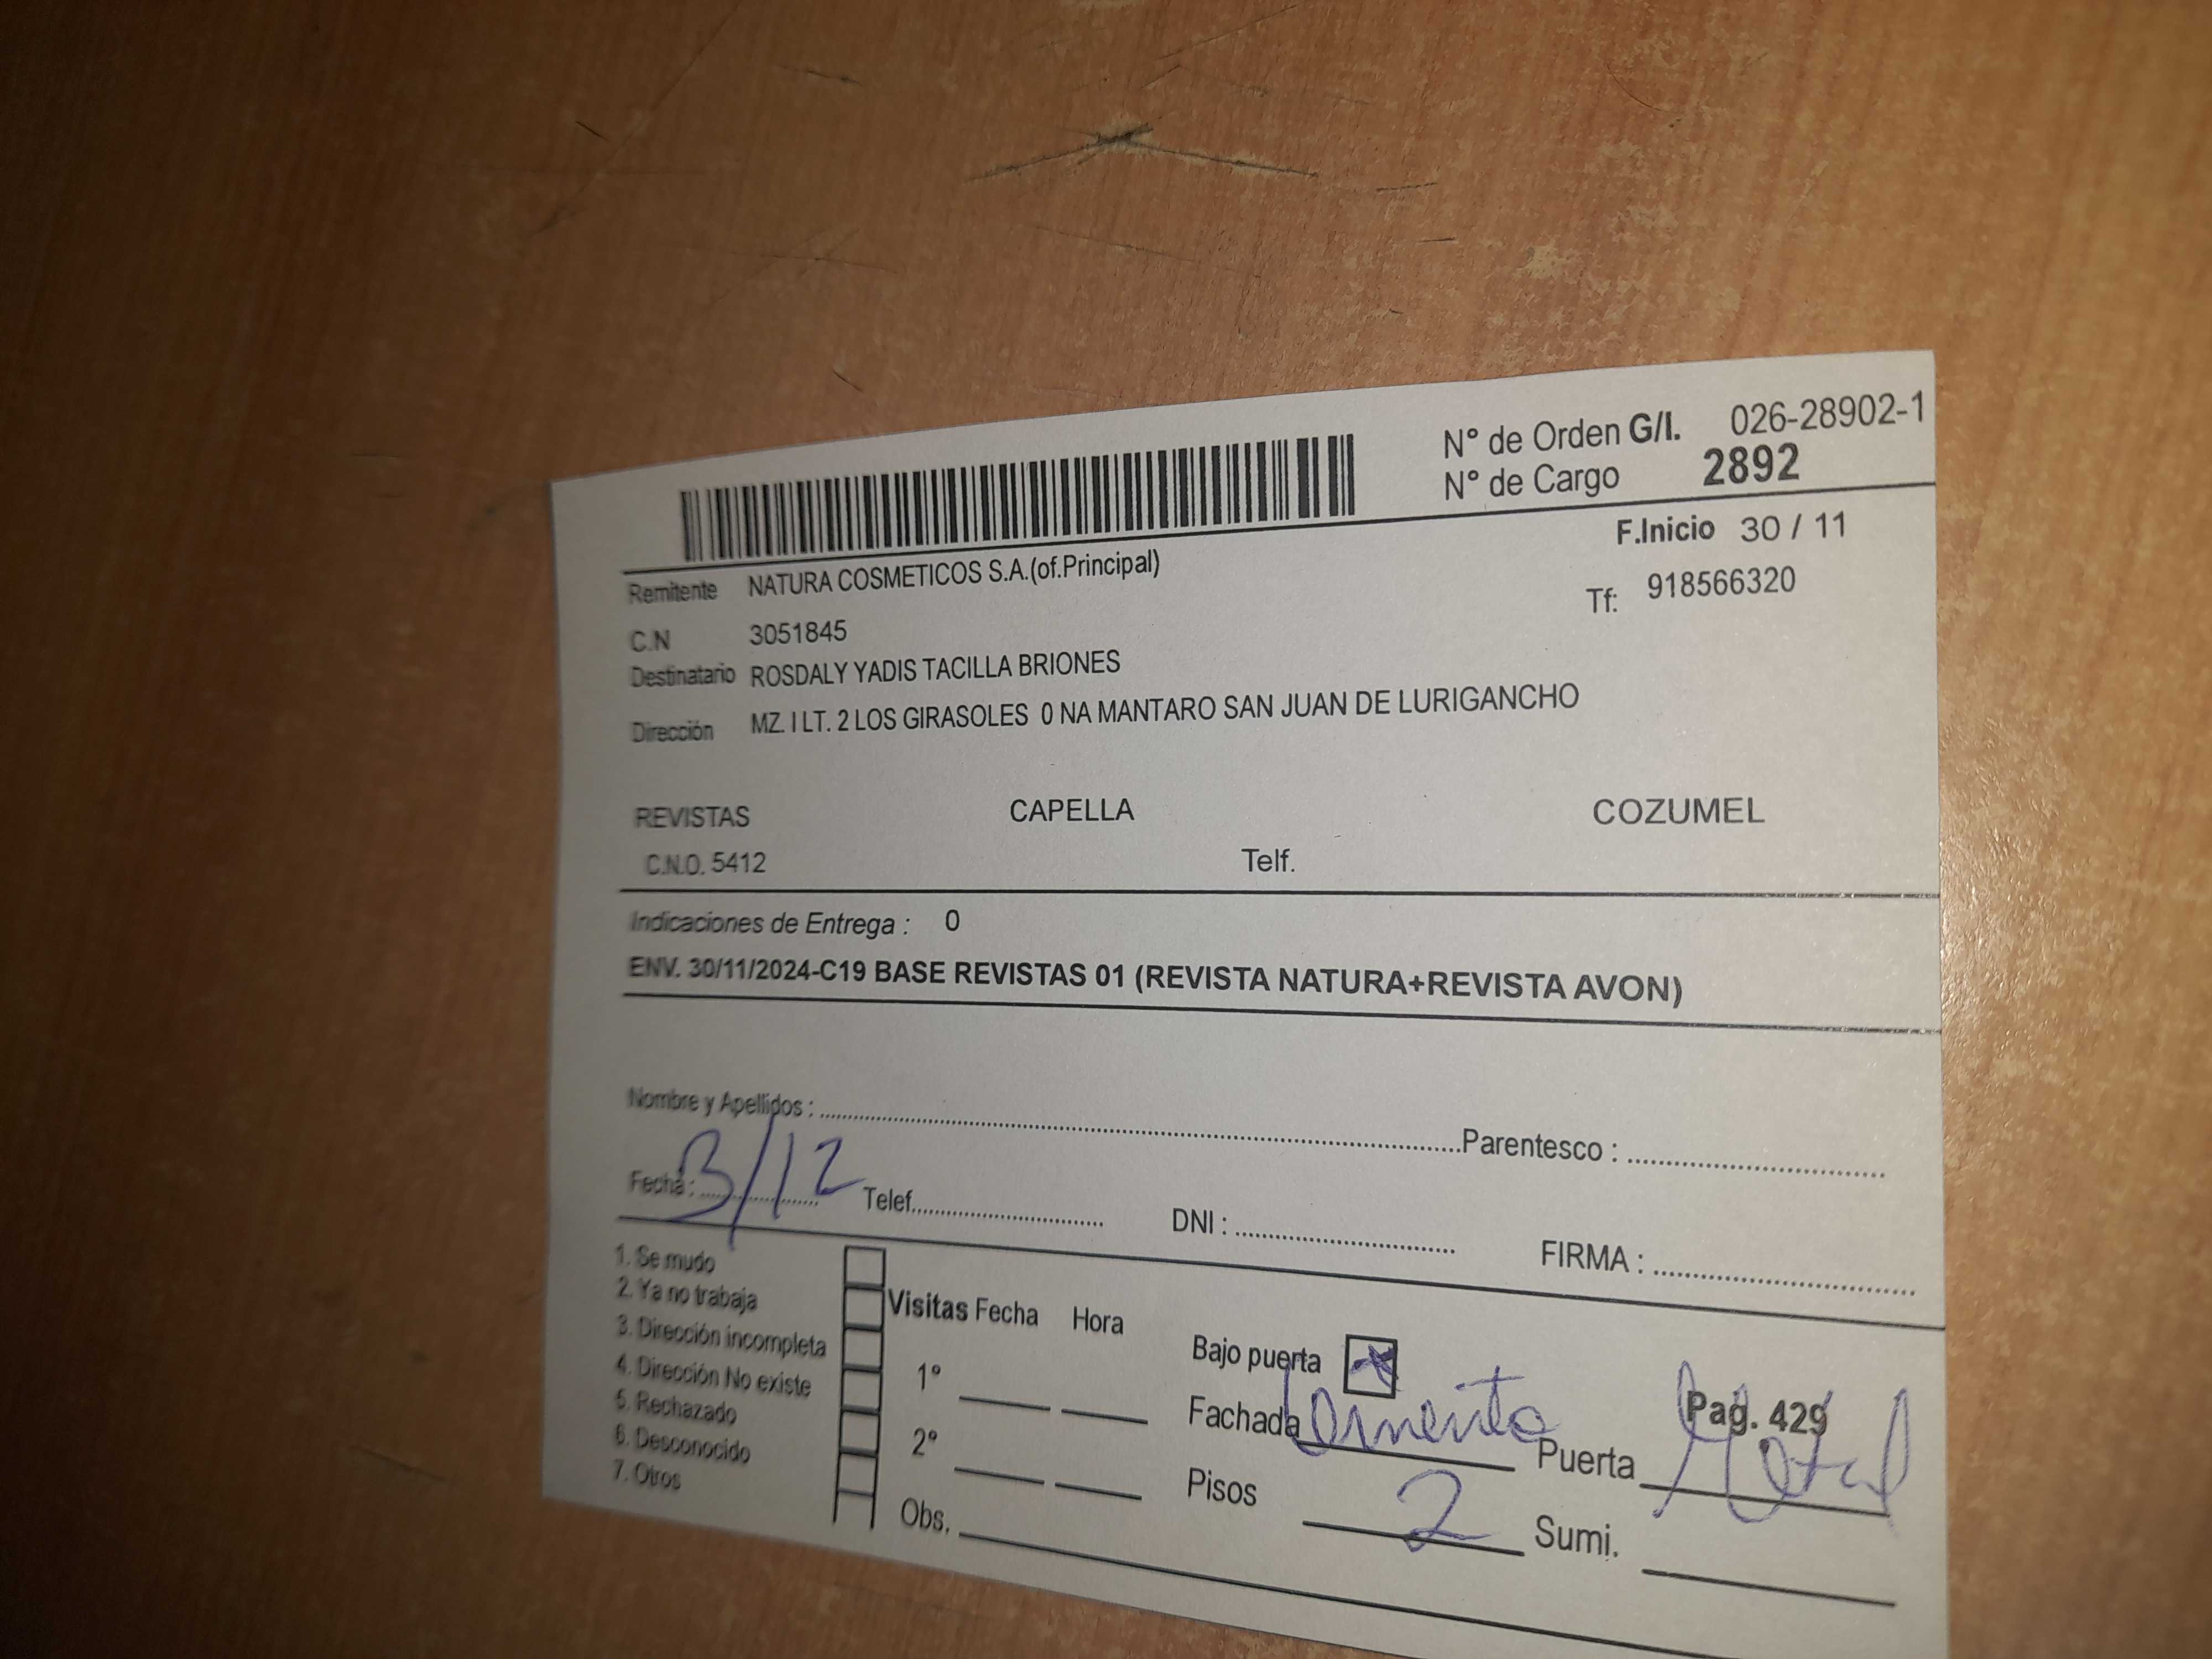 N° de Orden G/I. 026-28902-1
N° de Cargo 2892
F.Inicio 30 / 11
Remitente NATURA COSMETICOS S.A.(of.Principal)
Tf: 918566320
C.N 3051845
Destinatario ROSDALY YADIS TACILLA BRIONES
Dirección MZ. I LT. 2 LOS GIRASOLES 0 NA MANTARO SAN JUAN DE LURIGANCHO
REVISTAS CAPELLA COZUMEL
C.N.O. 5412 Telf.
Indicaciones de Entrega : 0
ENV. 30/11/2024-C19 BASE REVISTAS 01 (REVISTA NATURA+REVISTA AVON)
Nombre y Apellidos : Parentesco :
Fecha: 3/12 Telef. DNI : FIRMA :
1. Se mudo
2. Ya no trabaja
3. Dirección incompleta
4. Dirección No existe
5. Rechazado
6. Desconocido
7. Otros
Visitas Fecha Hora
1°
2°
Obs.
Bajo puerta x
Pag. 429
Fachada Puerta Metal
Pisos 2 Sumi.